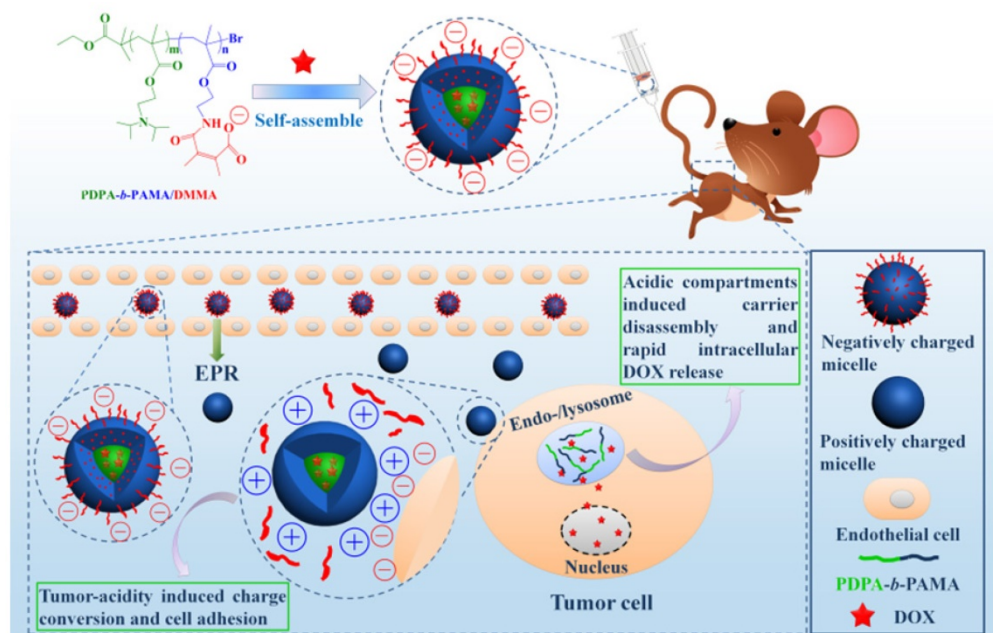 Br
m
n
O
O
O
O
N
NH
O
O
O
PDPA-b-PAMA/DMMA
Self-assemble
EPR
Endo-/lysosome
Nucleus
Tumor cell
Acidic compartments
induced carrier
disassembly and
rapid intracellular
DOX release
Tumor-acidity induced charge
conversion and cell adhesion
Negatively charged
micelle
Positively charged
micelle
Endothelial cell
PDPA-b-PAMA
DOX